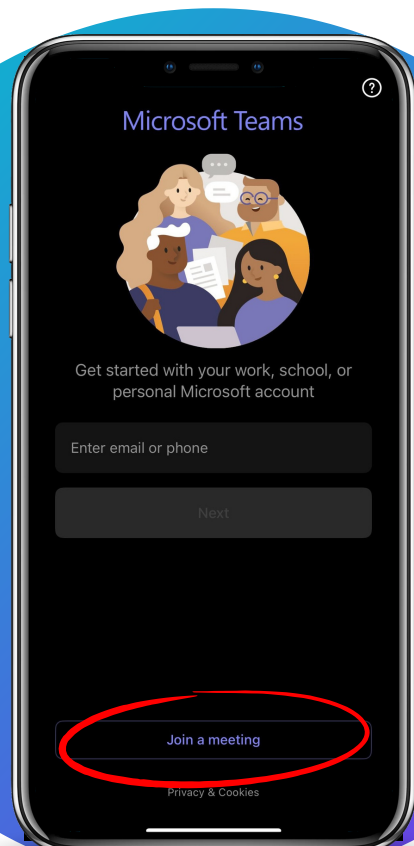 Microsoft Teams
Get started with your work, school, or
personal Microsoft account
Enter email or phone
Next
Join a meeting
Privacy & Cookies